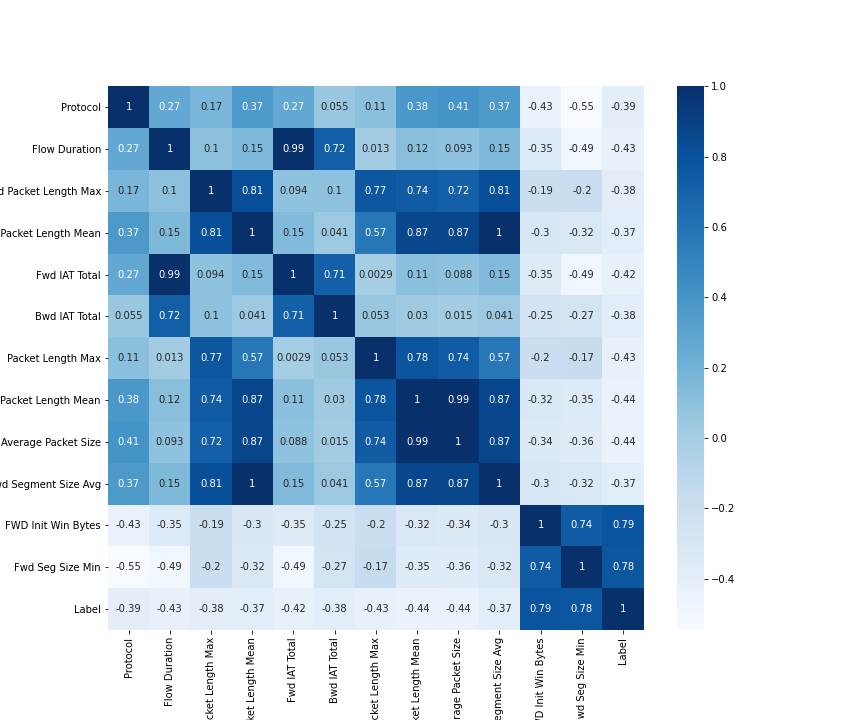 Protocol 1 0.27 0.17 0.37 0.27 0.055 0.11 0.38 0.41 0.37 -0.43 -0.55 -0.39
Flow Duration 0.27 1 0.1 0.15 0.99 0.72 0.013 0.12 0.093 0.15 -0.35 -0.49 -0.43
d Packet Length Max 0.17 0.1 1 0.81 0.094 0.1 0.77 0.74 0.72 0.81 -0.19 -0.2 -0.38
Packet Length Mean 0.37 0.15 0.81 1 0.15 0.041 0.57 0.87 0.87 1 -0.3 -0.32 -0.37
Fwd IAT Total 0.27 0.99 0.094 0.15 1 0.71 0.0029 0.11 0.088 0.15 -0.35 -0.49 -0.42
Bwd IAT Total 0.055 0.72 0.1 0.041 0.71 1 0.053 0.03 0.015 0.041 -0.25 -0.27 -0.38
Packet Length Max 0.11 0.013 0.77 0.57 0.0029 0.053 1 0.78 0.74 0.57 -0.2 -0.17 -0.43
Packet Length Mean 0.38 0.12 0.74 0.87 0.11 0.03 0.78 1 0.99 0.87 -0.32 -0.35 -0.44
Average Packet Size 0.41 0.093 0.72 0.87 0.088 0.015 0.74 0.99 1 0.87 -0.34 -0.36 -0.44
d Segment Size Avg 0.37 0.15 0.81 1 0.15 0.041 0.57 0.87 0.87 1 -0.3 -0.32 -0.37
FWD Init Win Bytes -0.43 -0.35 -0.19 -0.3 -0.35 -0.25 -0.2 -0.32 -0.34 -0.3 1 0.74 0.79
Fwd Seg Size Min -0.55 -0.49 -0.2 -0.32 -0.49 -0.27 -0.17 -0.35 -0.36 -0.32 0.74 1 0.78
Label -0.39 -0.43 -0.38 -0.37 -0.42 -0.38 -0.43 -0.44 -0.44 -0.37 0.79 0.78 1
Protocol
Flow Duration
cket Length Max
ket Length Mean
Fwd IAT Total
Bwd IAT Total
cket Length Max
ket Length Mean
rage Packet Size
egment Size Avg
D Init Win Bytes
wd Seg Size Min
Label
1.0
0.8
0.6
0.4
0.2
0.0
−0.2
−0.4